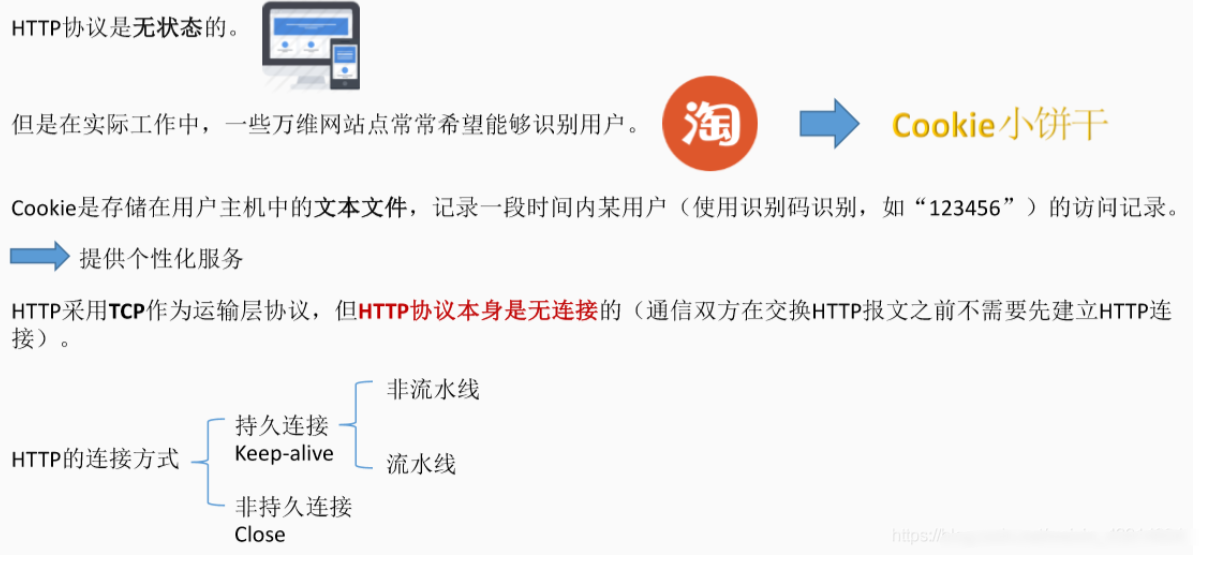 HTTP协议是无状态的。
但是在实际工作中，一些万维网站点常常希望能够识别用户。
淘
Cookie小饼干
Cookie是存储在用户主机中的文本文件，记录一段时间内某用户（使用识别码识别，如“123456”）的访问记录。
提供个性化服务
HTTP采用TCP作为运输层协议，但HTTP协议本身是无连接的（通信双方在交换HTTP报文之前不需要先建立HTTP连
接）。
非流水线
持久连接
Keep-alive
HTTP的连接方式
流水线
非持久连接
Close
https://